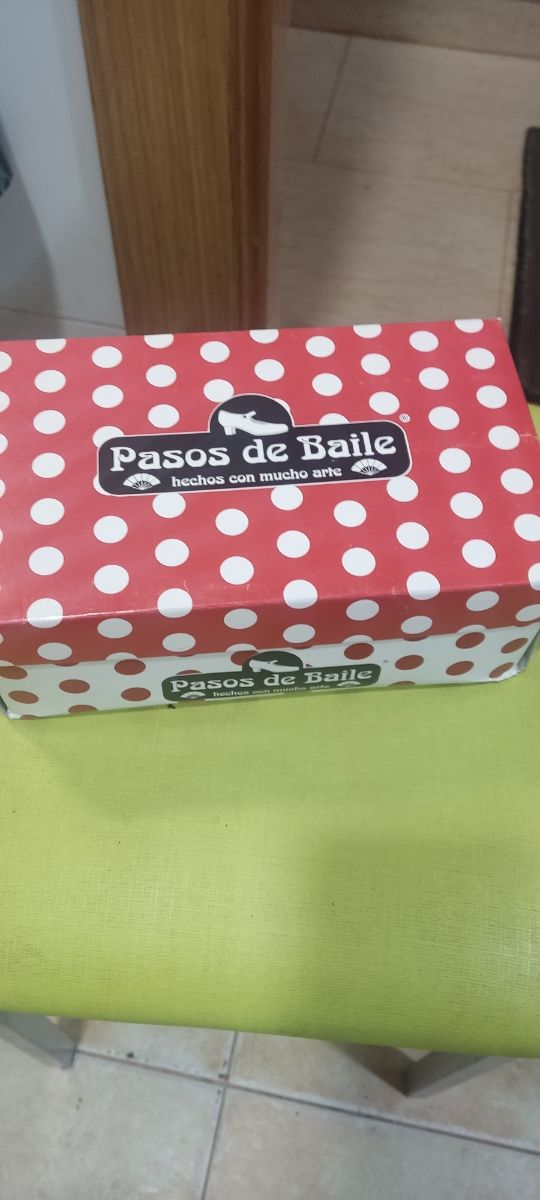 Pasos de Baile ®
hechos con mucho arte
Pasos de Baile
hechos con mucho arte